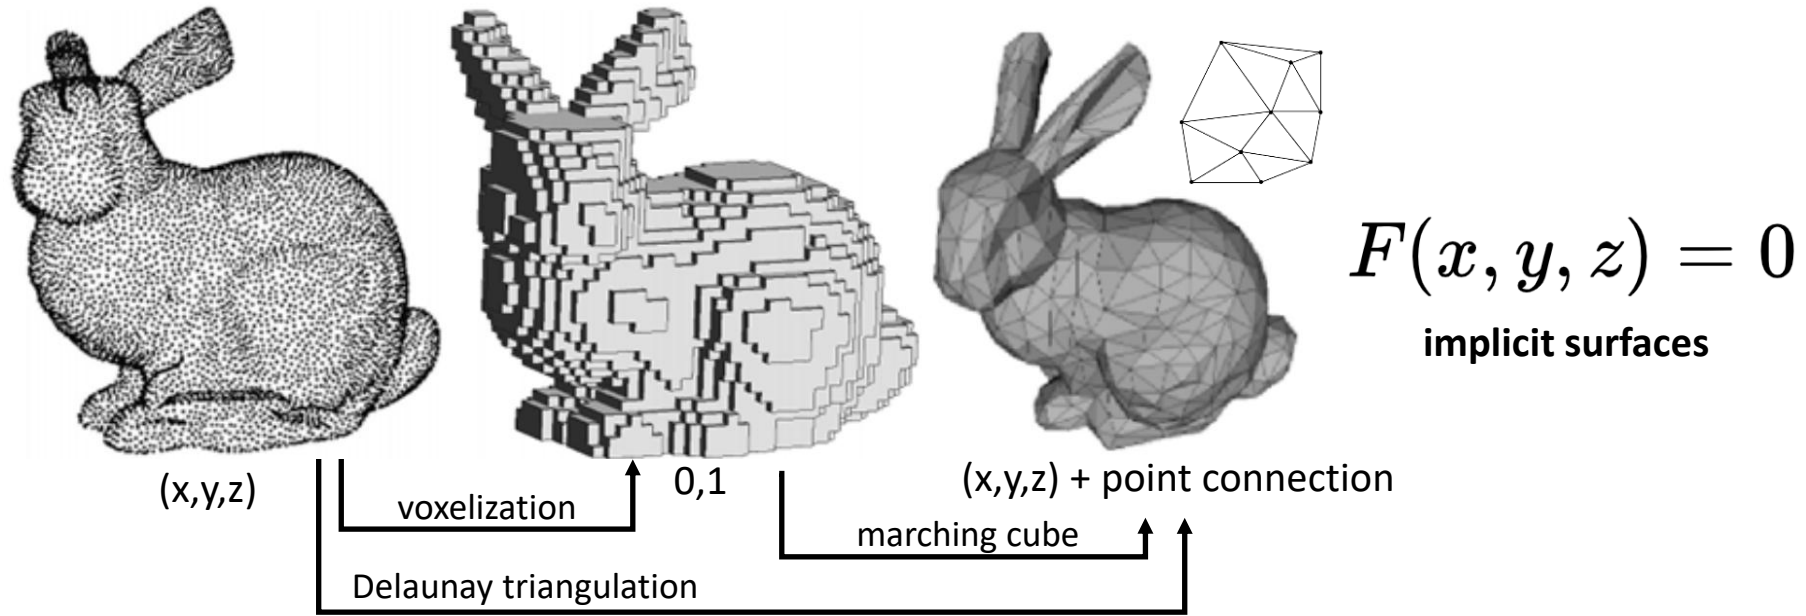 F(x, y, z) = 0
implicit surfaces
(x,y,z)
0,1
(x,y,z) + point connection
voxelization
marching cube
Delaunay triangulation